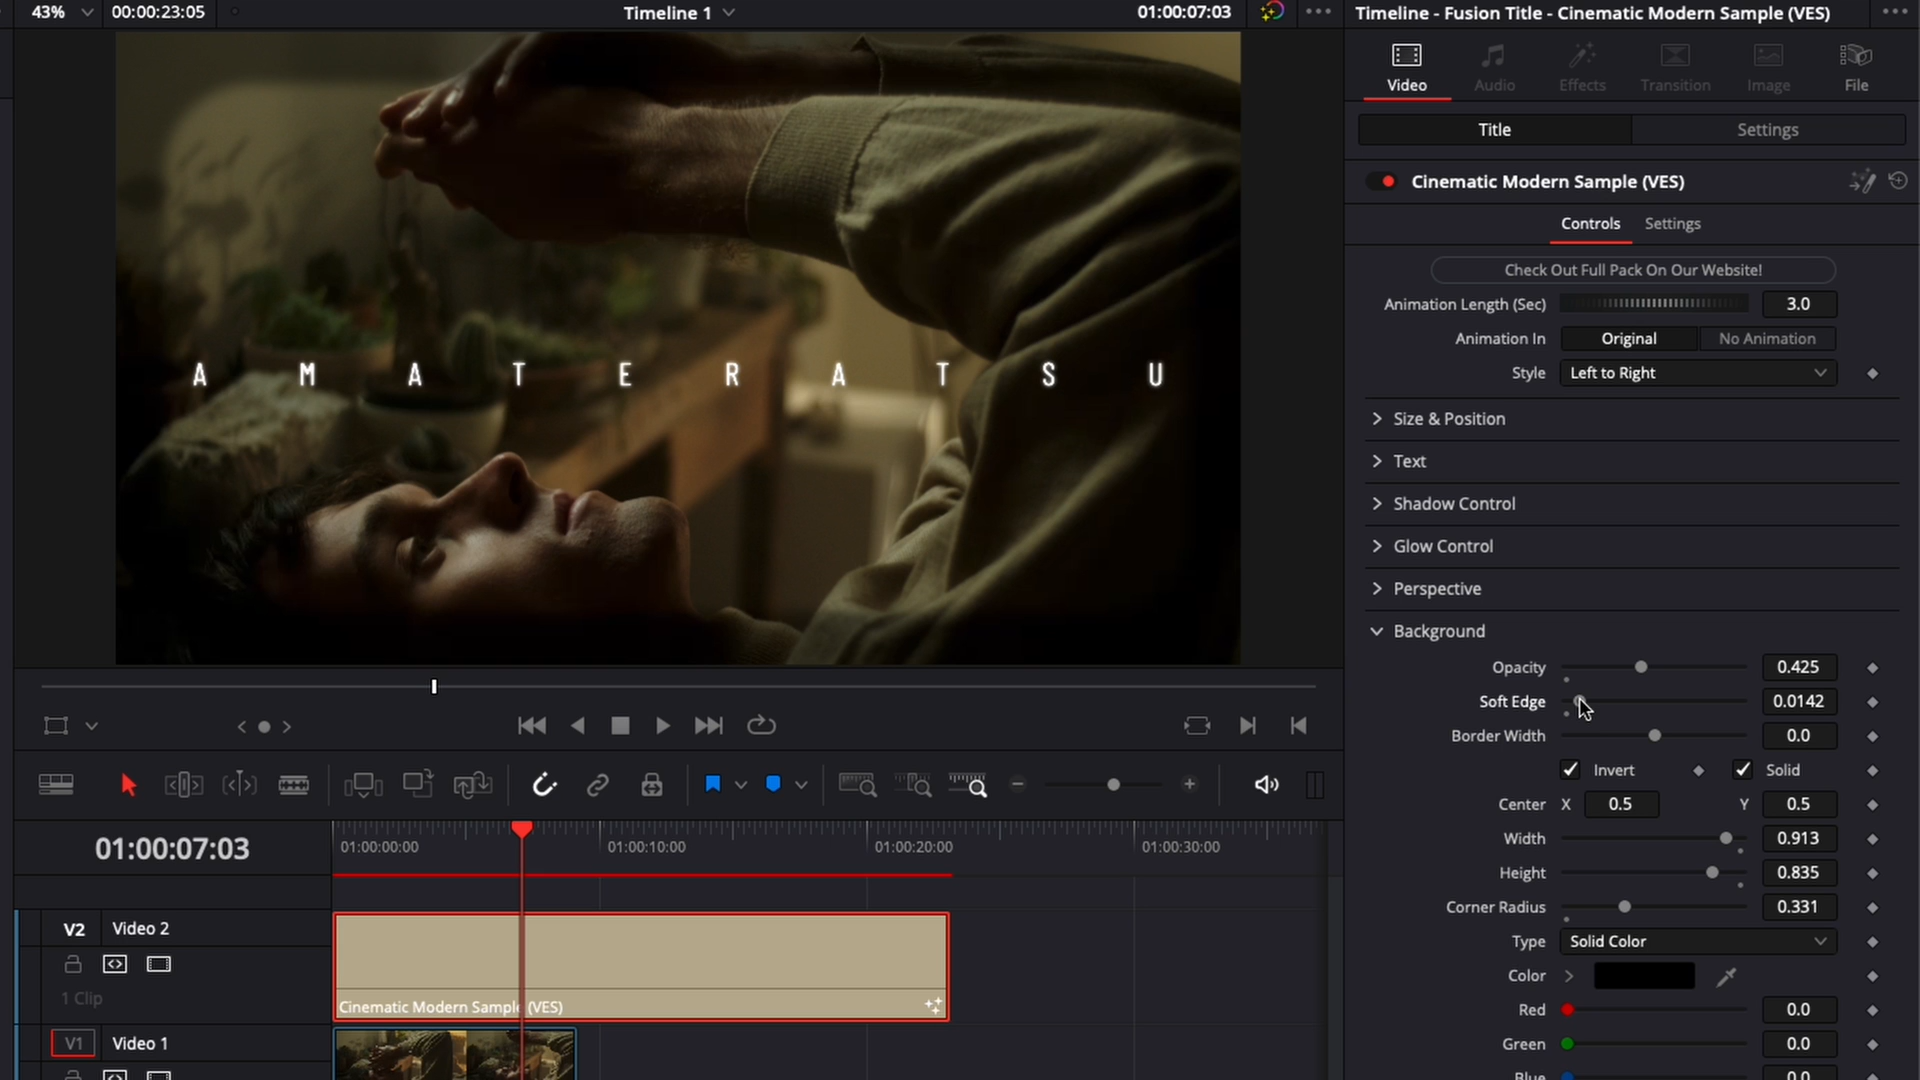 43%
00:00:23:05
Timeline 1
01:00:07:03
Timeline - Fusion Title - Cinematic Modern Sample (VES)
Video
Audio
Effects
Transition
Image
File
Title
Settings
Cinematic Modern Sample (VES)
Controls
Settings
Check Out Full Pack On Our Website!
Animation Length (Sec)
3.0
Animation In
Original
No Animation
Style
Left to Right
Size & Position
Text
Shadow Control
Glow Control
Perspective
Background
Opacity
0.425
Soft Edge
0.0142
Border Width
0.0
Invert
Solid
Center
X
0.5
Y
0.5
Width
0.913
Height
0.835
Corner Radius
0.331
Type
Solid Color
Color
Red
0.0
Green
0.0
Blue
0.0
A M A T E R A T S U
01:00:07:03
01:00:00:00
01:00:10:00
01:00:20:00
01:00:30:00
V2
Video 2
1 Clip
Cinematic Modern Sample (VES)
V1
Video 1